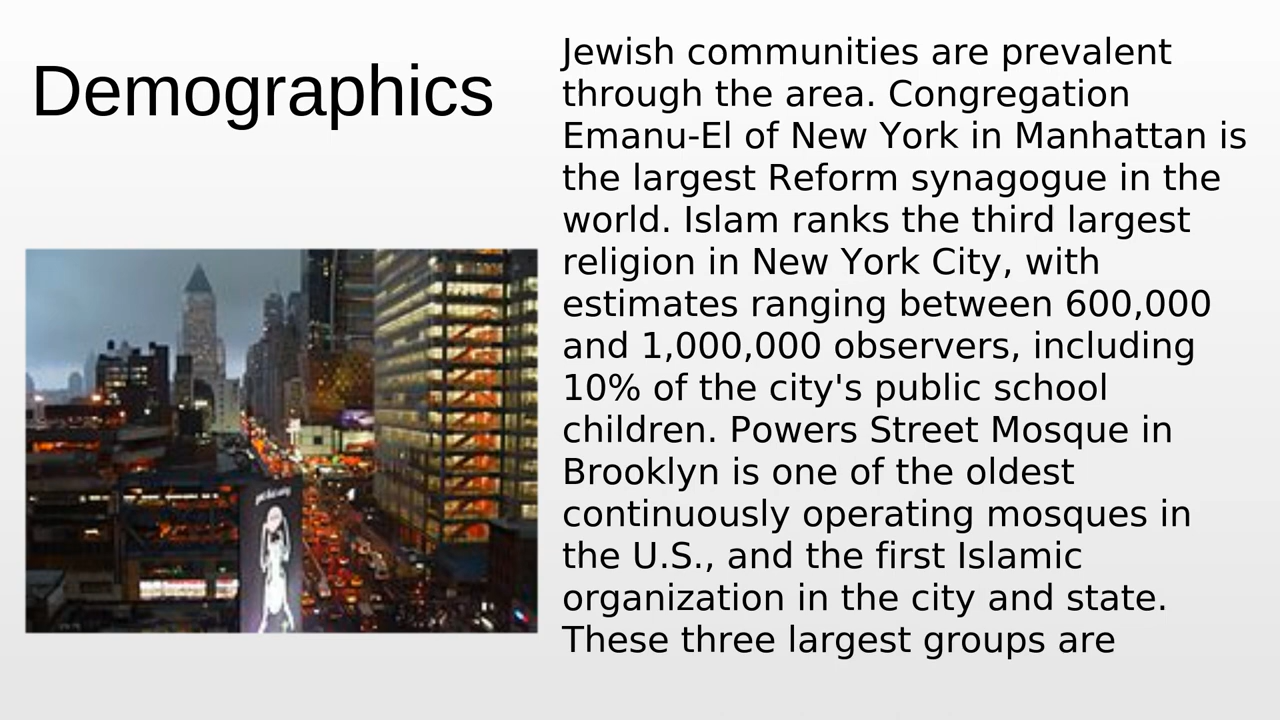 Demographics
Jewish communities are prevalent
through the area. Congregation
Emanu-El of New York in Manhattan is
the largest Reform synagogue in the
world. Islam ranks the third largest
religion in New York City, with
estimates ranging between 600,000
and 1,000,000 observers, including
10% of the city's public school
children. Powers Street Mosque in
Brooklyn is one of the oldest
continuously operating mosques in
the U.S., and the first Islamic
organization in the city and state.
These three largest groups are